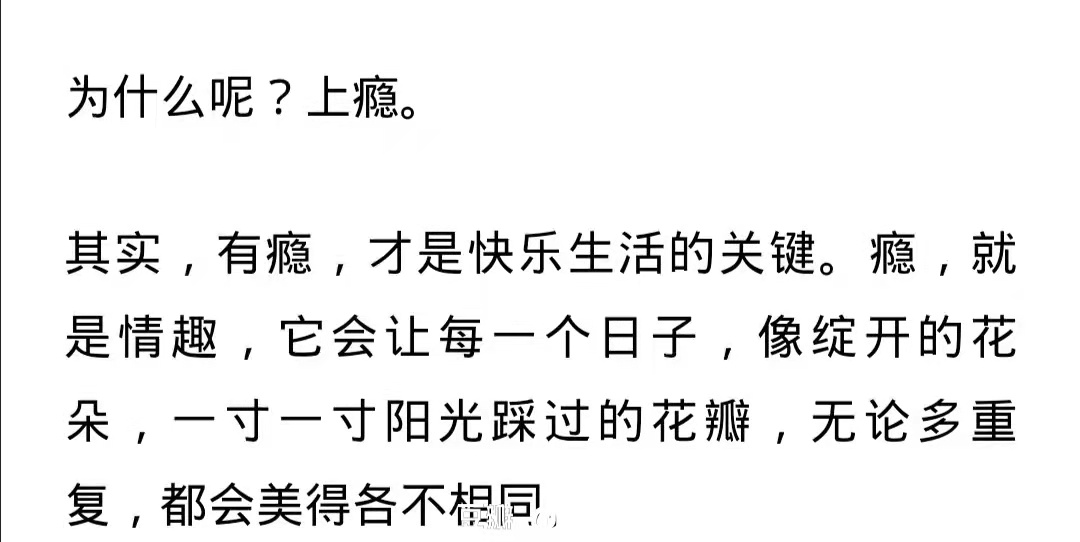 为什么呢？上瘾。
其实，有瘾，才是快乐生活的关键。瘾，就
是情趣，它会让每一个日子，像绽开的花
朵，一寸一寸阳光踩过的花瓣，无论多重
复，都会美得各不相同，